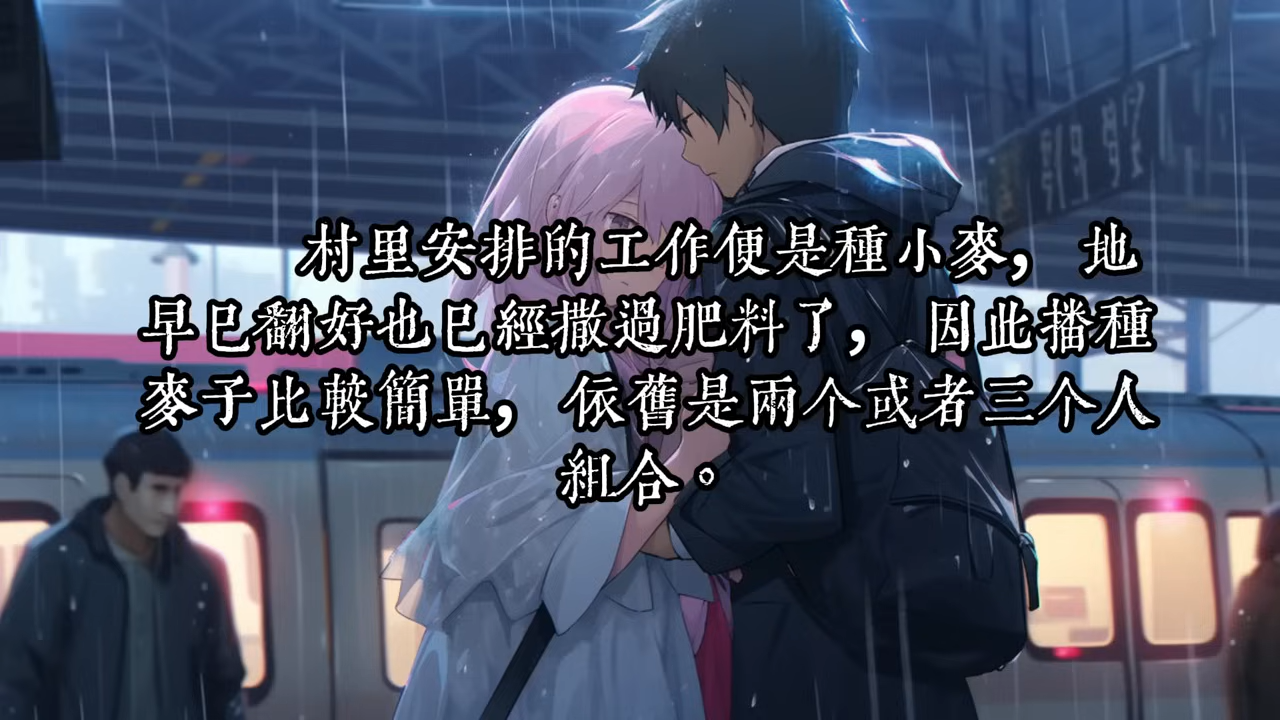 村里安排的工作便是種小麥, 地
早已翻好也已經撒過肥料了, 因此播種
麥子比較簡單, 依舊是兩个或者三个人
組合。